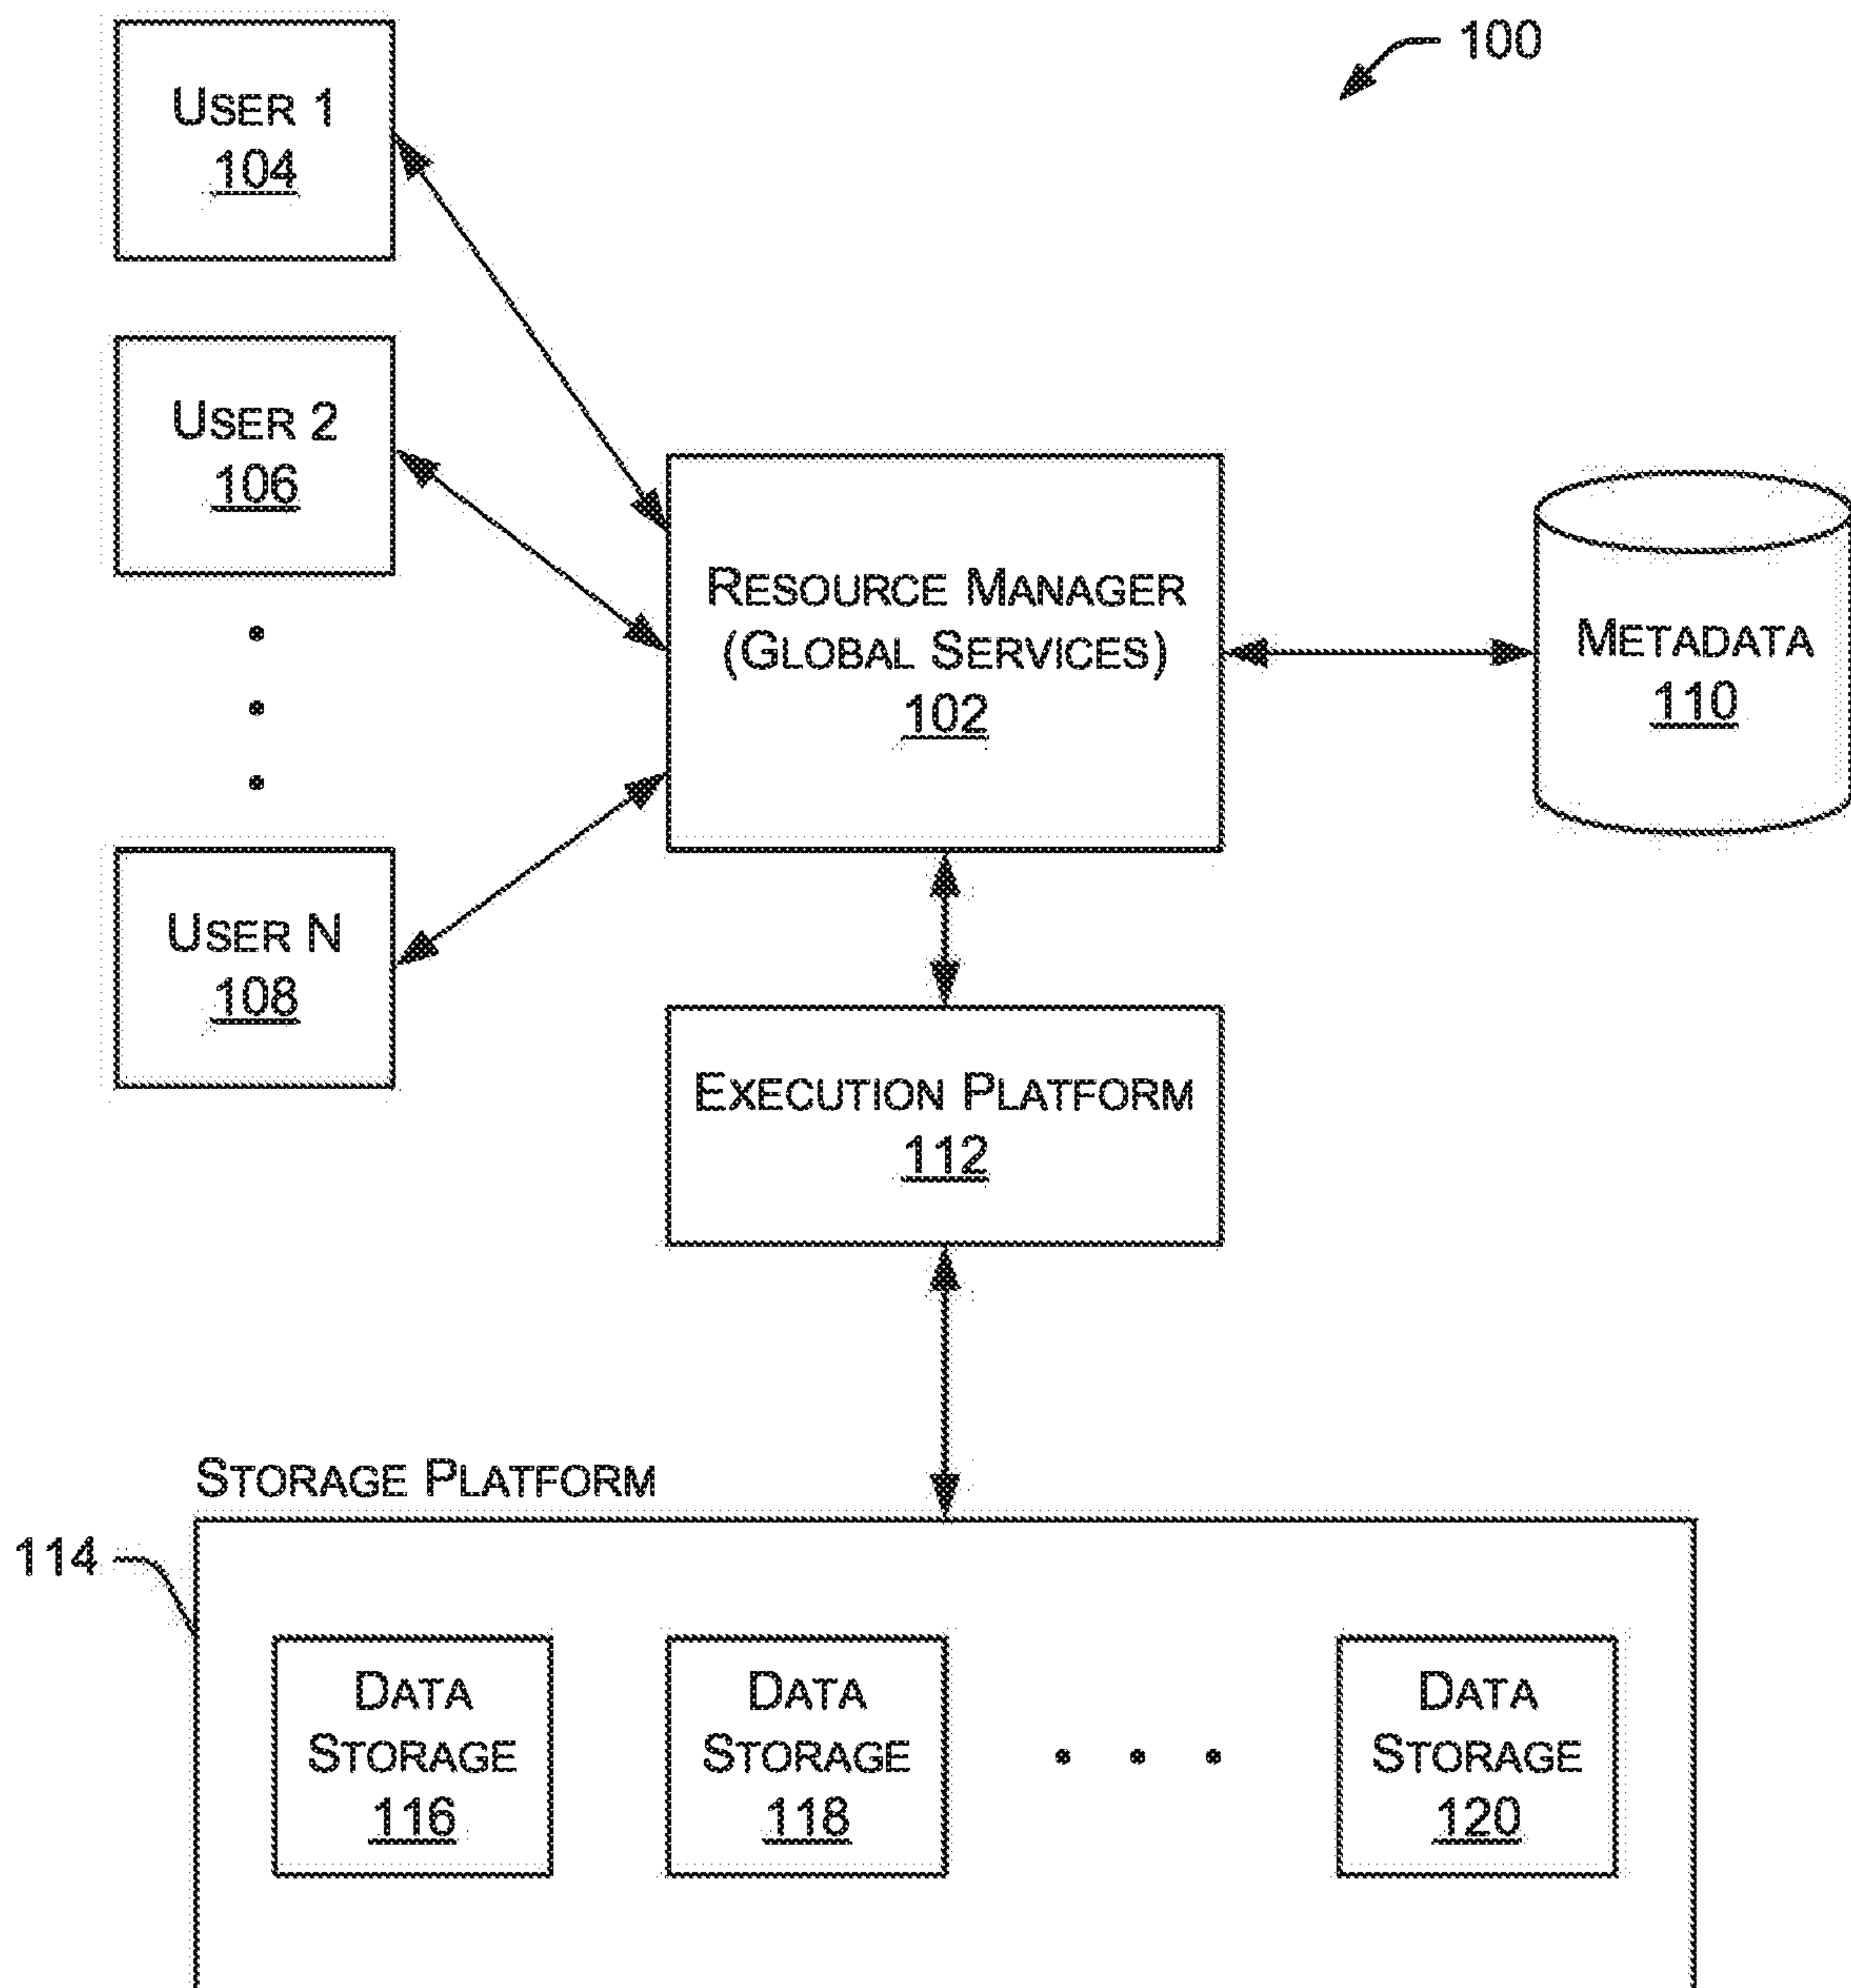 100
USER 1
104
USER 2
106
RESOURCE MANAGER
(GLOBAL SERVICES)
102
METADATA
110
USER N
108
EXECUTION PLATFORM
112
STORAGE PLATFORM
114
DATA
STORAGE
116
DATA
STORAGE
118
DATA
STORAGE
120